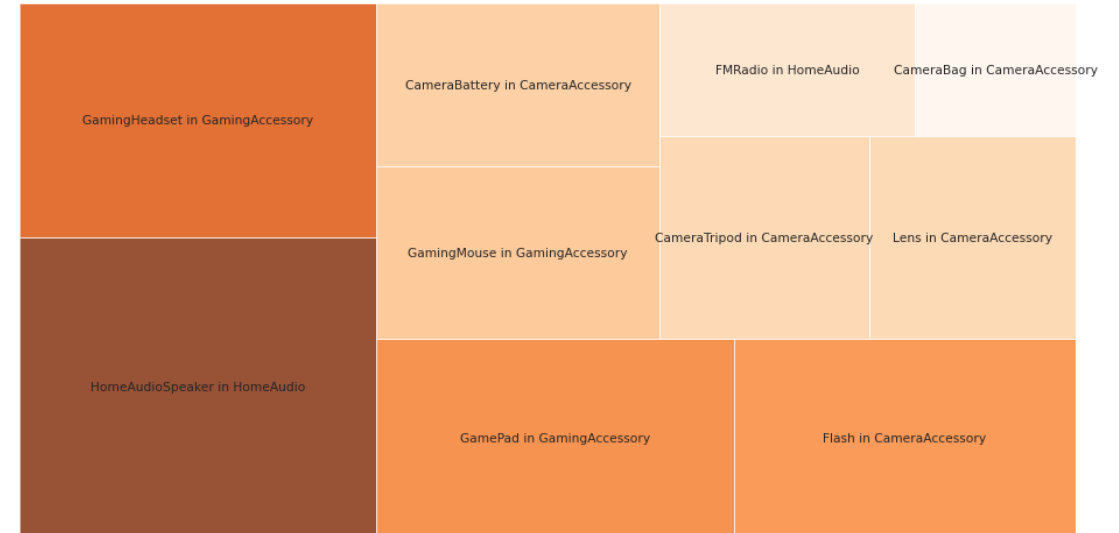 FMRadio in HomeAudio
CameraBag in CameraAccessory
CameraBattery in CameraAccessory
GamingHeadset in GamingAccessory
CameraTripod in CameraAccessory
Lens in CameraAccessory
GamingMouse in GamingAccessory
HomeAudioSpeaker in HomeAudio
GamePad in GamingAccessory
Flash in CameraAccessory